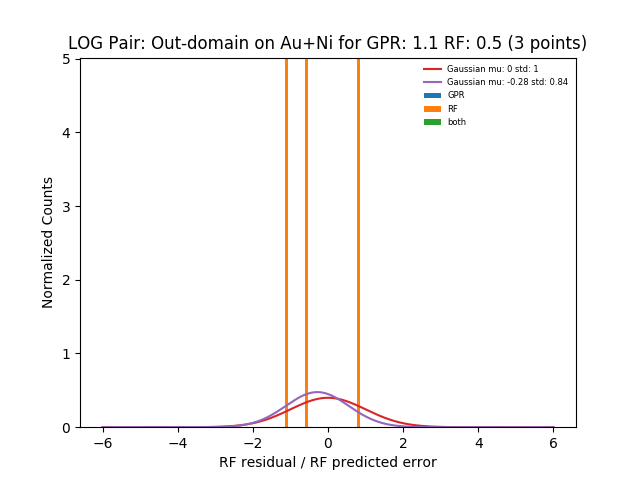 LOG Pair: Out-domain on Au+Ni for GPR: 1.1 RF: 0.5 (3 points)
Gaussian mu: 0 std: 1
Gaussian mu: -0.28 std: 0.84
GPR
RF
both
Normalized Counts
5
4
3
2
1
0
−6 −4 −2 0 2 4 6
RF residual / RF predicted error